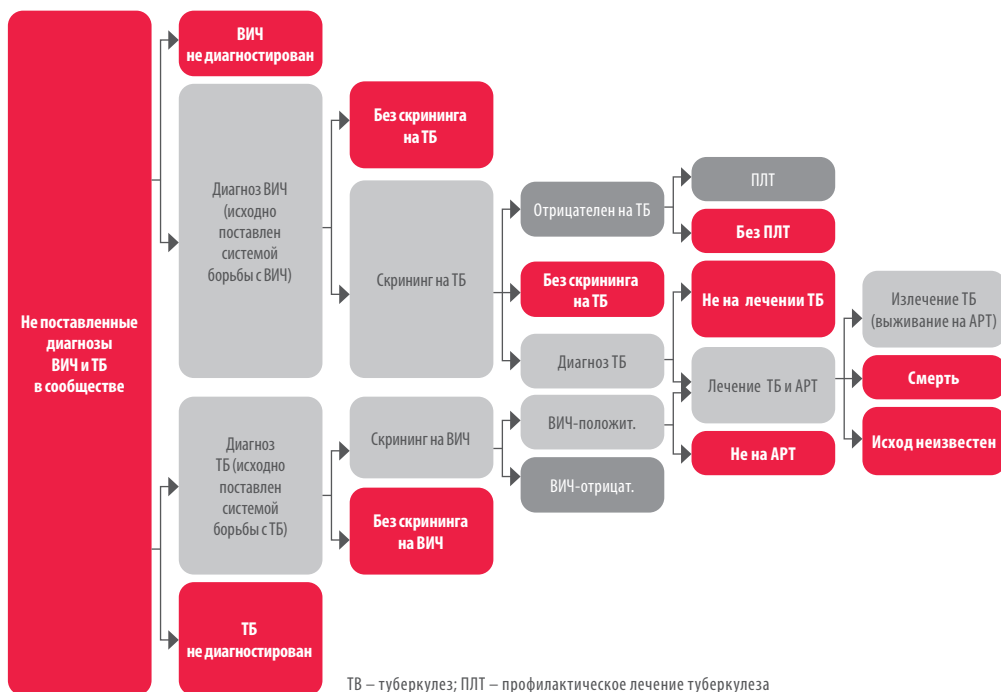 Не поставленные
диагнозы
ВИЧ и ТБ
в сообществе
ВИЧ
не диагностирован
Диагноз ВИЧ
(исходно
поставлен
системой
борьбы с ВИЧ)
Диагноз
ТБ (исходно
поставлен
системой
борьбы с ТБ)
ТБ
не диагностирован
Без скрининга
на ТБ
Скрининг на ТБ
Скрининг на ВИЧ
Без скрининга
на ВИЧ
Отрицателен на ТБ
Без скрининга
на ТБ
Диагноз ТБ
ВИЧ-положит.
ВИЧ-отрицат.
ПЛТ
Без ПЛТ
Не на лечении ТБ
Лечение ТБ и АРТ
Не на АРТ
Излечение ТБ
(выживание на АРТ)
Смерть
Исход неизвестен
ТВ – туберкулез; ПЛТ – профилактическое лечение туберкулеза